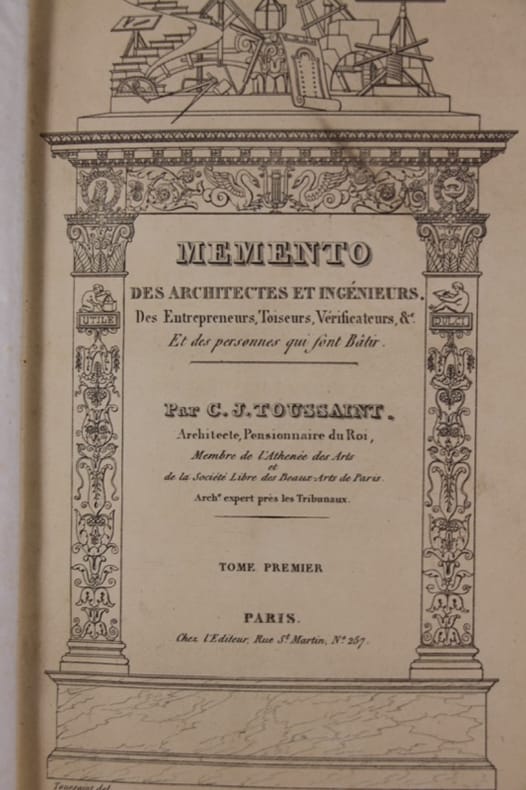 MEMENTO
DES ARCHITECTES ET INGÉNIEURS.
Des Entrepreneurs, Toiseurs, Vérificateurs, &c.
Et des personnes qui font Bâtir.
UTILE
DULCI
Par C. J. TOUSSAINT.
Architecte, Pensionnaire du Roi,
Membre de l'Athenée des Arts
et
de la Société Libre des Beaux-Arts de Paris.
Archte expert près les Tribunaux.
TOME PREMIER
PARIS.
Chez l'Editeur, Rue St Martin, No 257.
Toussaint del.